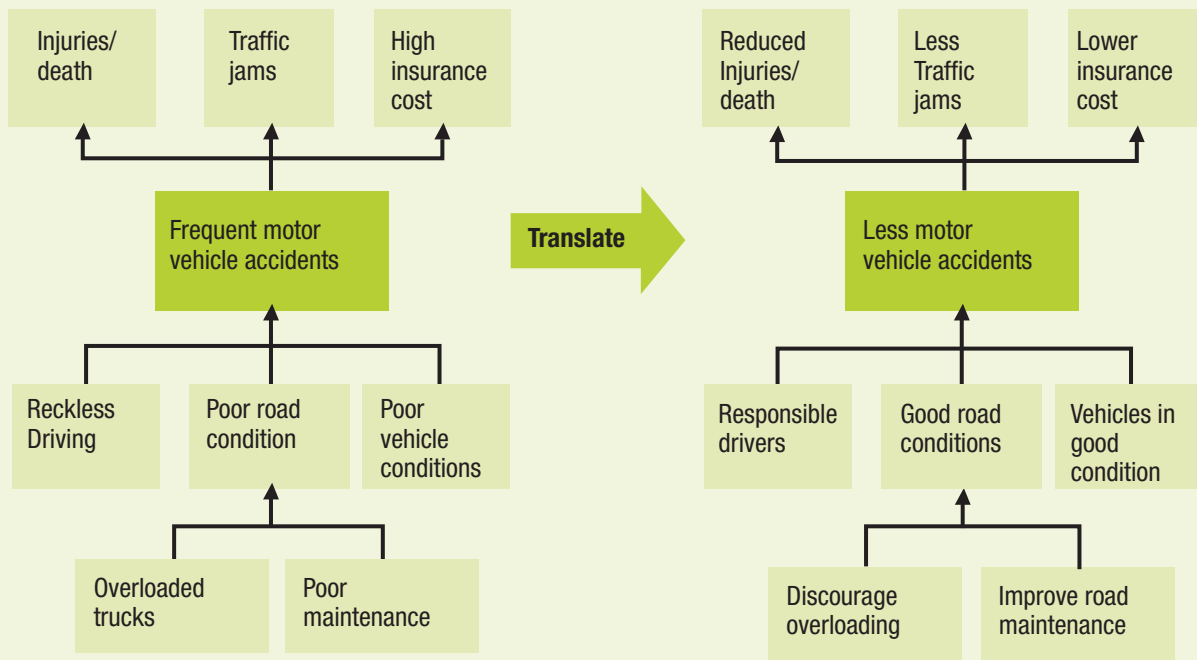 Injuries/
death
Traffic
jams
High
insurance
cost
Frequent motor
vehicle accidents
Reckless
Driving
Poor road
condition
Poor
vehicle
conditions
Overloaded
trucks
Poor
maintenance
Translate
Reduced
Injuries/
death
Less
Traffic
jams
Lower
insurance
cost
Less motor
vehicle accidents
Responsible
drivers
Good road
conditions
Vehicles in
good
condition
Discourage
overloading
Improve road
maintenance